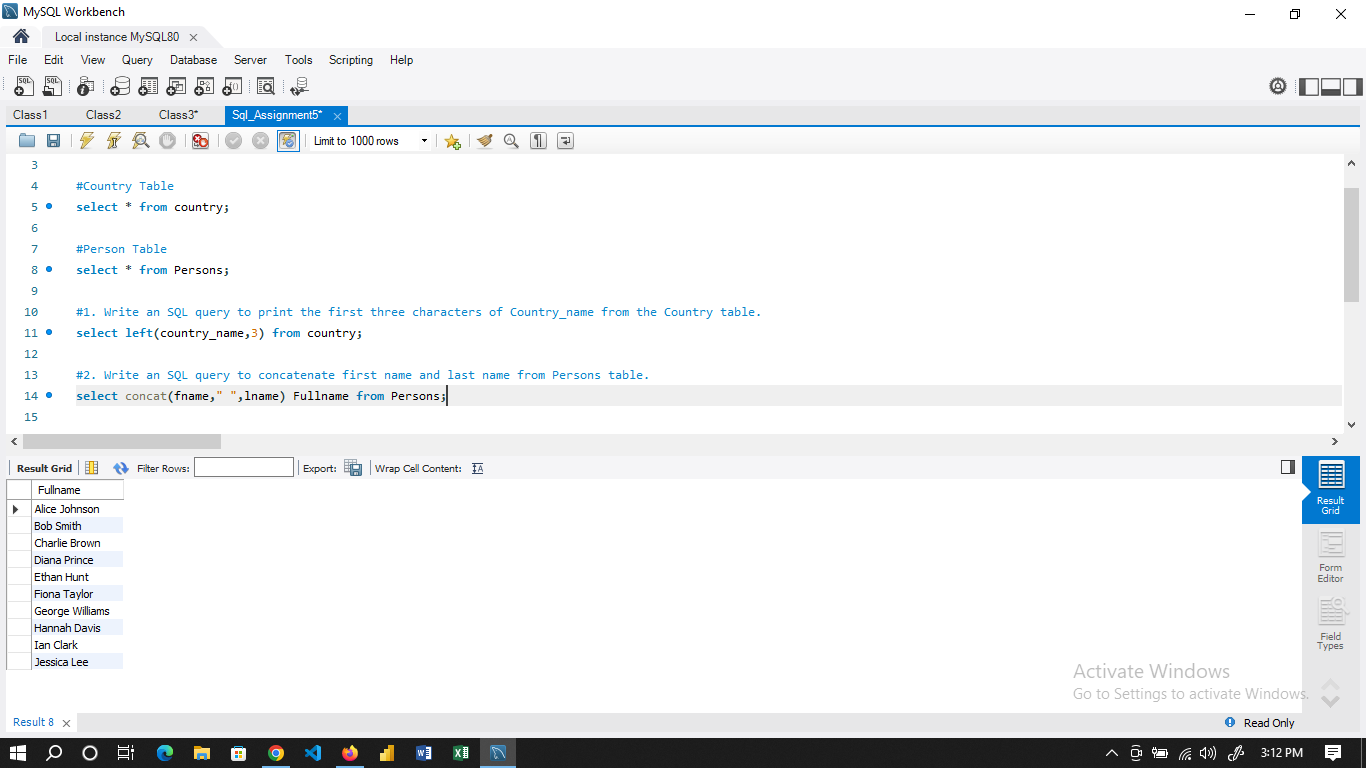 MySQL Workbench
Local instance MySQL80
File Edit View Query Database Server Tools Scripting Help
Class1 Class2 Class3* Sql_Assignment5*
Limit to 1000 rows
3
4 #Country Table
5 select * from country;
6
7 #Person Table
8 select * from Persons;
9
10 #1. Write an SQL query to print the first three characters of Country_name from the Country table.
11 select left(country_name,3) from country;
12
13 #2. Write an SQL query to concatenate first name and last name from Persons table.
14 select concat(fname," ",lname) Fullname from Persons;
15
Result Grid Filter Rows: Export: Wrap Cell Content:
Fullname
Alice Johnson
Bob Smith
Charlie Brown
Diana Prince
Ethan Hunt
Fiona Taylor
George Williams
Hannah Davis
Ian Clark
Jessica Lee
Result
Grid
Form
Editor
Field
Types
Activate Windows
Go to Settings to activate Windows.
Result 8 Read Only
3:12 PM